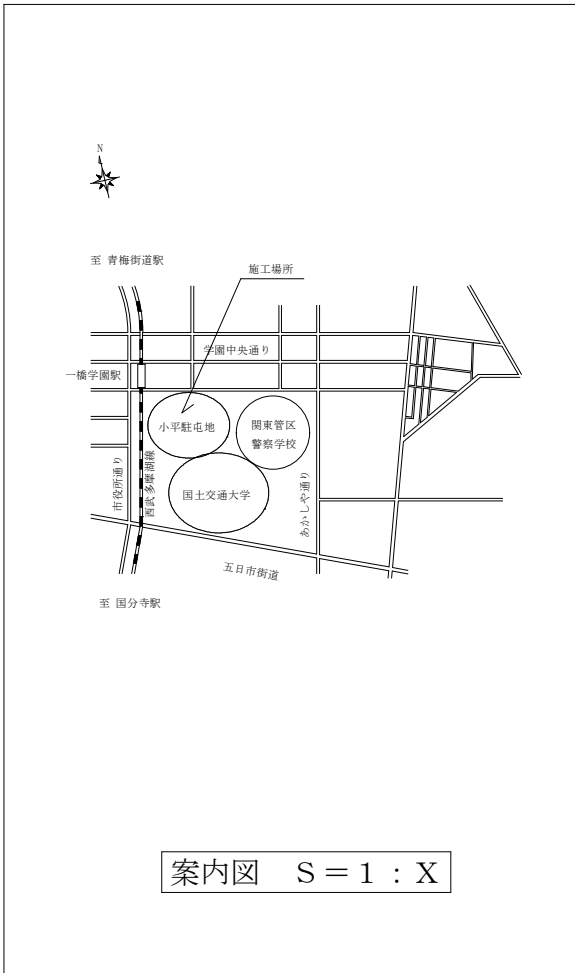 N
至 青梅街道駅
施工場所
学園中央通り
一橋学園駅
小平駐屯地
関東管区
警察学校
市役所通り
西武多摩湖線
国土交通大学
あかしや通り
五日市街道
至 国分寺駅
案内図 S＝1：X